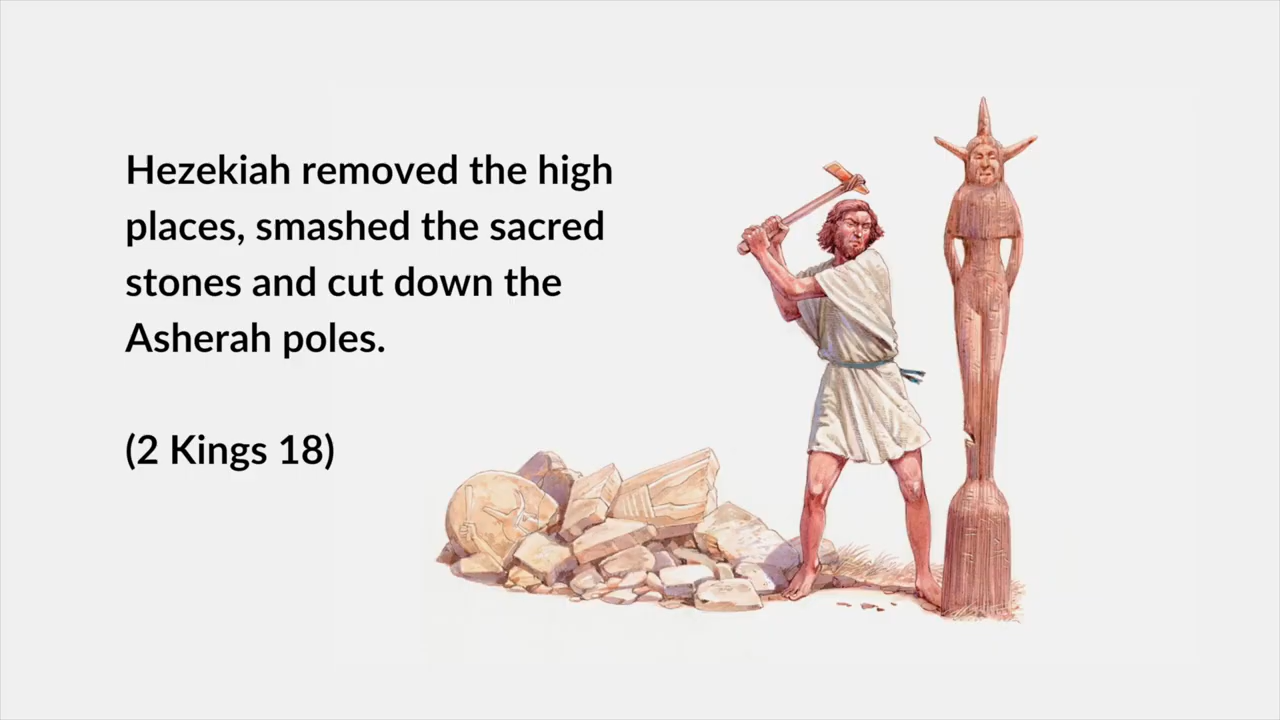 Hezekiah removed the high
places, smashed the sacred
stones and cut down the
Asherah poles.
(2 Kings 18)